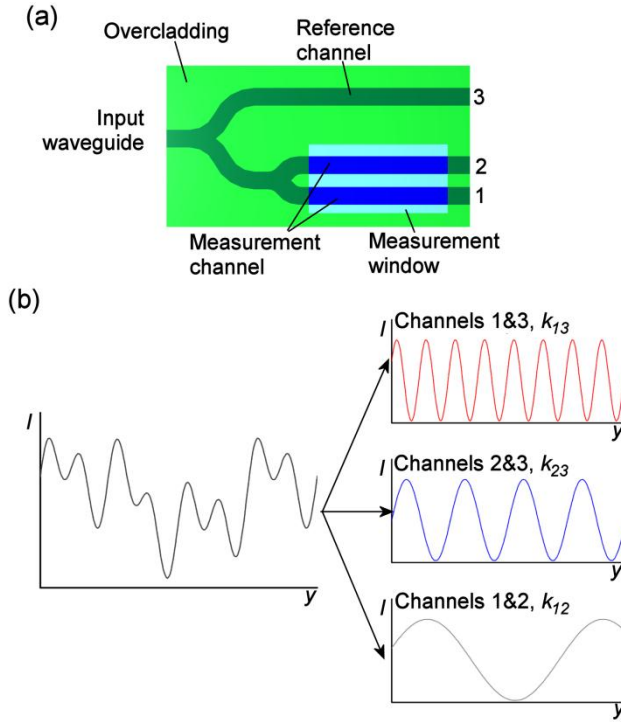 (a)
Overcladding
Reference
channel
3
Input
waveguide
2
1
Measurement
channel
Measurement
window
(b)
I
y
I Channels 1&3, k13
y
I Channels 2&3, k23
y
I Channels 1&2, k12
y